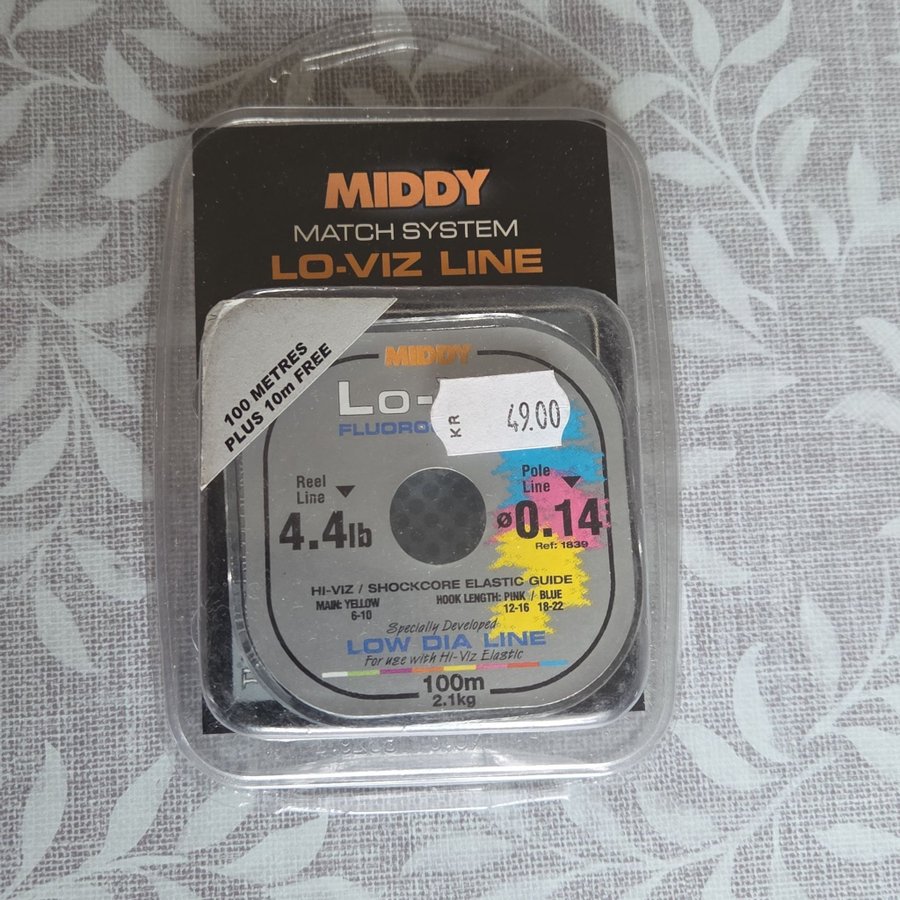 MIDDY
MATCH SYSTEM
LO-VIZ LINE
100 METRES
PLUS 10m FREE
MIDDY
LO-
KR 49.00
Reel
Line
4.4lb
Pole
Line
ø0.14
Ref: 1839
HI-VIZ / SHOCKCORE ELASTIC GUIDE
MAIN: YELLOW HOOK LENGTH: PINK / BLUE
6-10 12-16 18-22
Specially Developed
LOW DIA LINE
For use with Hi-Viz Elastic
100m
2.1kg